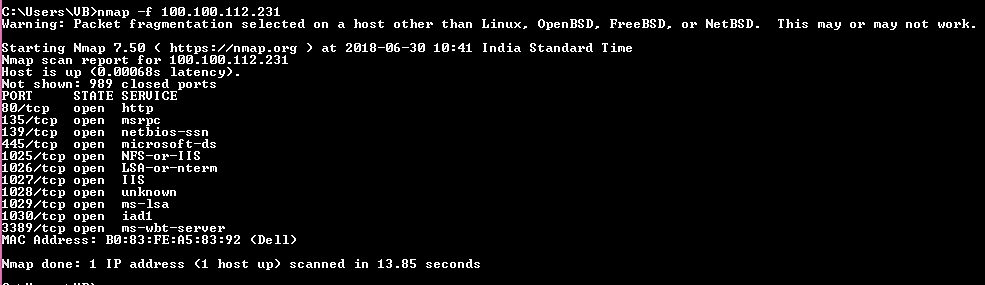 C:\Users\VB>nmap -f 100.100.112.231
Warning: Packet fragmentation selected on a host other than Linux, OpenBSD, FreeBSD, or NetBSD.  This may or may not work.
Starting Nmap 7.50 ( https://nmap.org ) at 2018-06-30 10:41 India Standard Time
Nmap scan report for 100.100.112.231
Host is up (0.00068s latency).
Not shown: 989 closed ports
PORT     STATE SERVICE
80/tcp   open  http
135/tcp  open  msrpc
139/tcp  open  netbios-ssn
445/tcp  open  microsoft-ds
1025/tcp open  NFS-or-IIS
1026/tcp open  LSA-or-nterm
1027/tcp open  IIS
1028/tcp open  unknown
1029/tcp open  ms-lsa
1030/tcp open  iad1
3389/tcp open  ms-wbt-server
MAC Address: B0:83:FE:A5:83:92 (Dell)
Nmap done: 1 IP address (1 host up) scanned in 13.85 seconds